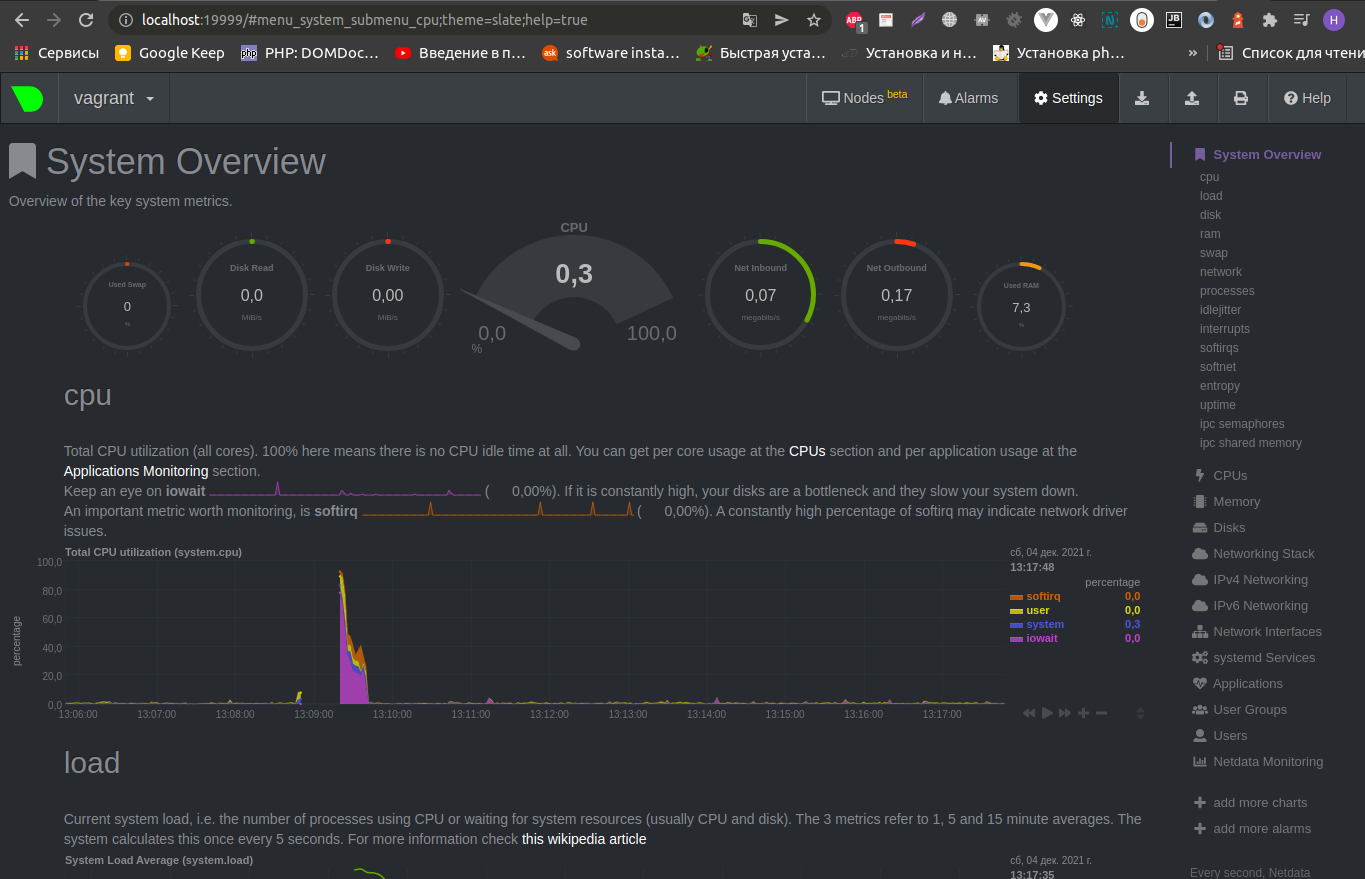 localhost:19999/#menu_system_submenu_cpu;theme=slate;help=true
ABP 1
JB
H
Сервисы
Google Keep
php PHP: DOMDoc…
Введение в п…
ask software insta…
Быстрая уста…
Установка и н…
Установка ph…
»
Список для чтени
vagrant
Nodes beta
Alarms
Settings
Help
System Overview
Overview of the key system metrics.
Used Swap
0
%
Disk Read
0,0
MiB/s
Disk Write
0,00
MiB/s
CPU
0,3
0,0
100,0
%
Net Inbound
0,07
megabits/s
Net Outbound
0,17
megabits/s
Used RAM
7,3
%
cpu
Total CPU utilization (all cores). 100% here means there is no CPU idle time at all. You can get per core usage at the CPUs section and per application usage at the
Applications Monitoring section.
Keep an eye on iowait ( 0,00%). If it is constantly high, your disks are a bottleneck and they slow your system down.
An important metric worth monitoring, is softirq ( 0,00%). A constantly high percentage of softirq may indicate network driver
issues.
Total CPU utilization (system.cpu)
percentage
100,0
80,0
60,0
40,0
20,0
0,0
13:06:00 13:07:00 13:08:00 13:09:00 13:10:00 13:11:00 13:12:00 13:13:00 13:14:00 13:15:00 13:16:00 13:17:00
сб, 04 дек. 2021 г.
13:17:48
percentage
softirq 0,0
user 0,0
system 0,3
iowait 0,0
load
Current system load, i.e. the number of processes using CPU or waiting for system resources (usually CPU and disk). The 3 metrics refer to 1, 5 and 15 minute averages. The
system calculates this once every 5 seconds. For more information check this wikipedia article
System Load Average (system.load)
сб, 04 дек. 2021 г.
13:17:35
System Overview
cpu
load
disk
ram
swap
network
processes
idlejitter
interrupts
softirqs
softnet
entropy
uptime
ipc semaphores
ipc shared memory
CPUs
Memory
Disks
Networking Stack
IPv4 Networking
IPv6 Networking
Network Interfaces
systemd Services
Applications
User Groups
Users
Netdata Monitoring
add more charts
add more alarms
Every second, Netdata